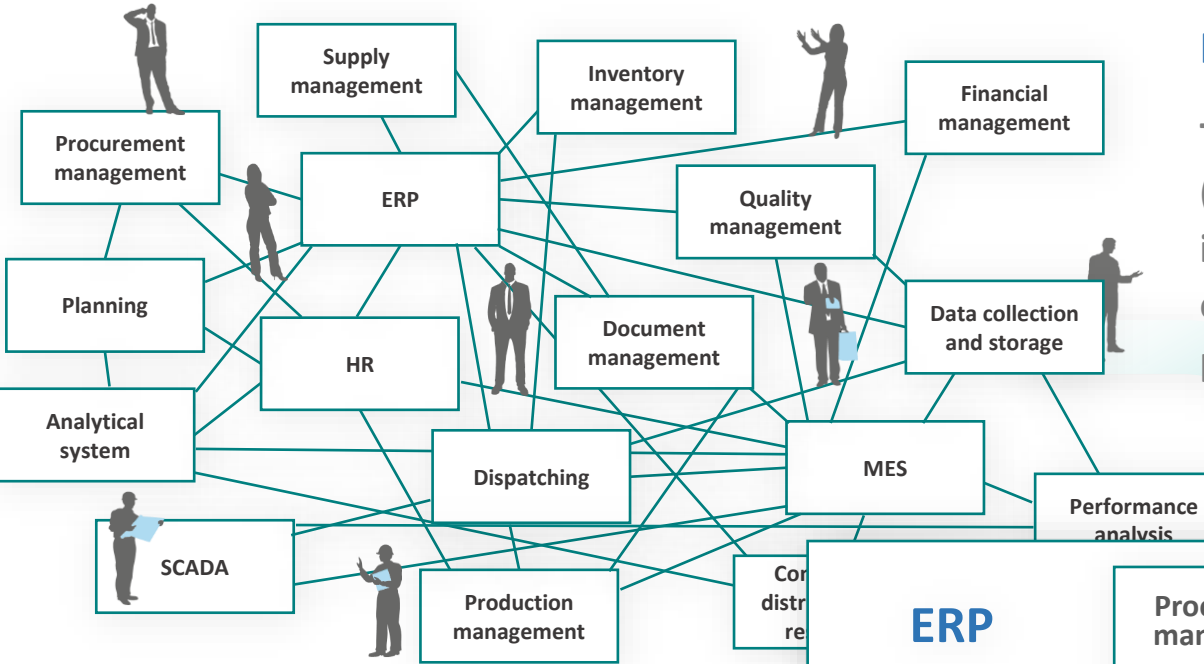 Supply
management
Inventory
management
Financial
management
Procurement
management
ERP
Quality
management
Planning
HR
Document
management
Data collection
and storage
Analytical
system
Dispatching
MES
Performance
analysis
SCADA
Production
management
ERP